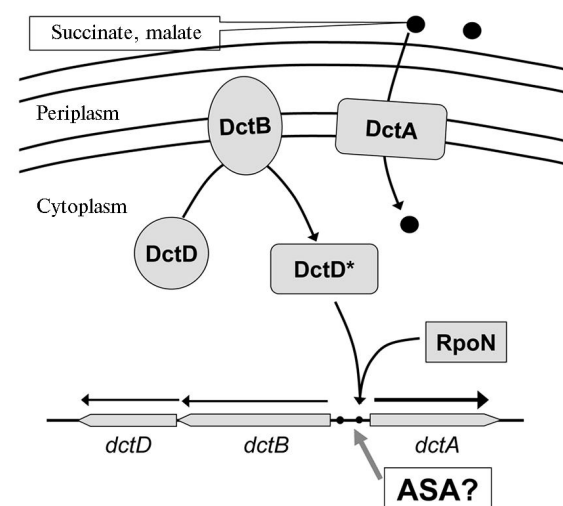 Succinate, malate
Periplasm
DctB
DctA
Cytoplasm
DctD
DctD*
RpoN
dctD
dctB
dctA
ASA?